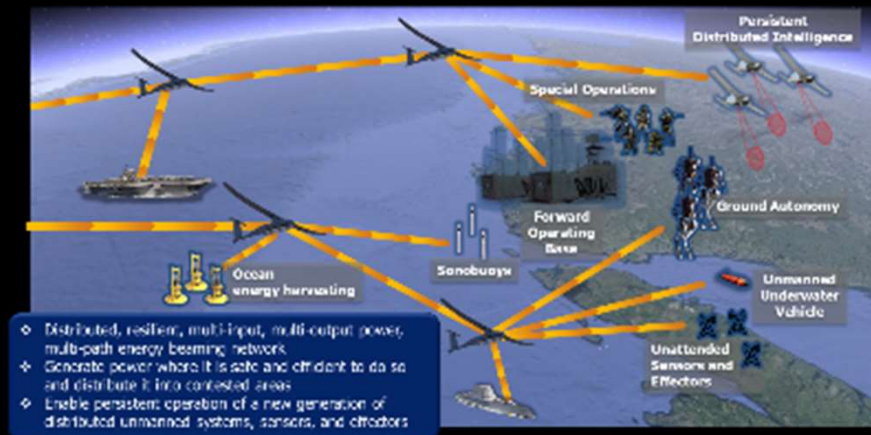 Persistent
Distributed Intelligence
Special Operations
Forward
Operating
Base
Ground Autonomy
Ocean
energy harvesting
Sonobuoys
Unmanned
Underwater
Vehicle
Unattended
Sensors and
Effectors
❖ Distributed, resilient, multi-input, multi-output power,
multi-path energy beaming network
❖ Generate power where it is safe and efficient to do so
and distribute it into contested areas
❖ Enable persistent operation of a new generation of
distributed unmanned systems, sensors, and effectors